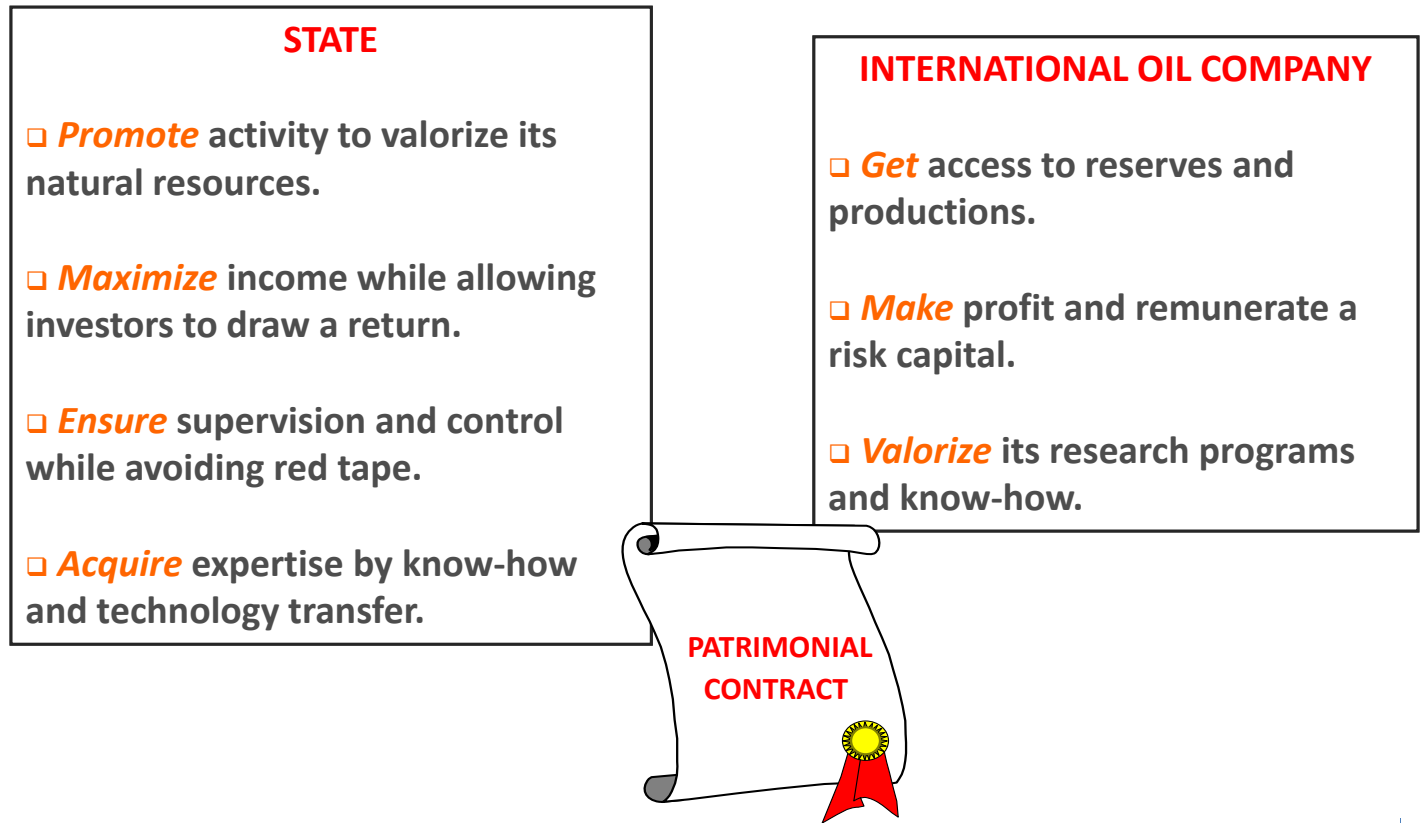 STATE
❑ Promote activity to valorize its
natural resources.
❑ Maximize income while allowing
investors to draw a return.
❑ Ensure supervision and control
while avoiding red tape.
❑ Acquire expertise by know-how
and technology transfer.
INTERNATIONAL OIL COMPANY
❑ Get access to reserves and
productions.
❑ Make profit and remunerate a
risk capital.
❑ Valorize its research programs
and know-how.
PATRIMONIAL
CONTRACT